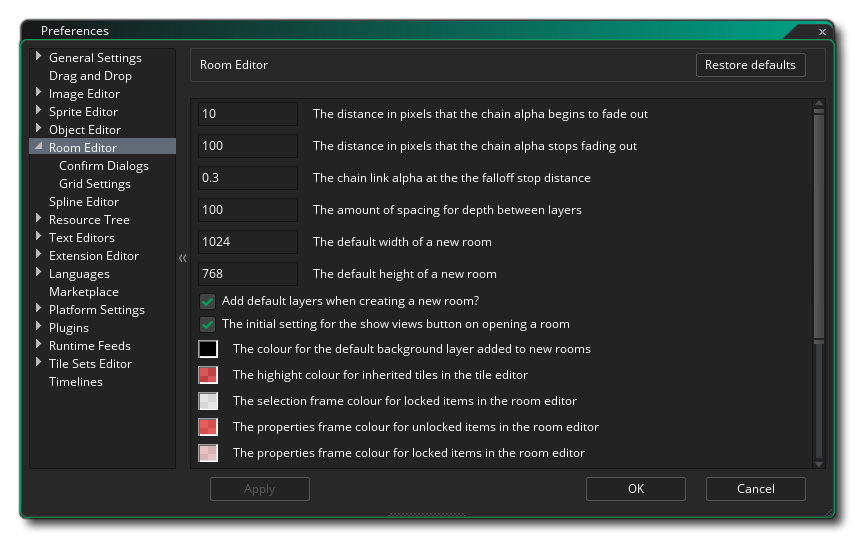 Preferences
General Settings
Drag and Drop
Image Editor
Sprite Editor
Object Editor
Room Editor
Confirm Dialogs
Grid Settings
Spline Editor
Resource Tree
Text Editors
Extension Editor
Languages
Marketplace
Platform Settings
Plugins
Runtime Feeds
Tile Sets Editor
Timelines
Room Editor
Restore defaults
10 The distance in pixels that the chain alpha begins to fade out
100 The distance in pixels that the chain alpha stops fading out
0.3 The chain link alpha at the the falloff stop distance
100 The amount of spacing for depth between layers
1024 The default width of a new room
768 The default height of a new room
Add default layers when creating a new room?
The initial setting for the show views button on opening a room
The colour for the default background layer added to new rooms
The highight colour for inherited tiles in the tile editor
The selection frame colour for locked items in the room editor
The properties frame colour for unlocked items in the room editor
The properties frame colour for locked items in the room editor
Apply
OK
Cancel